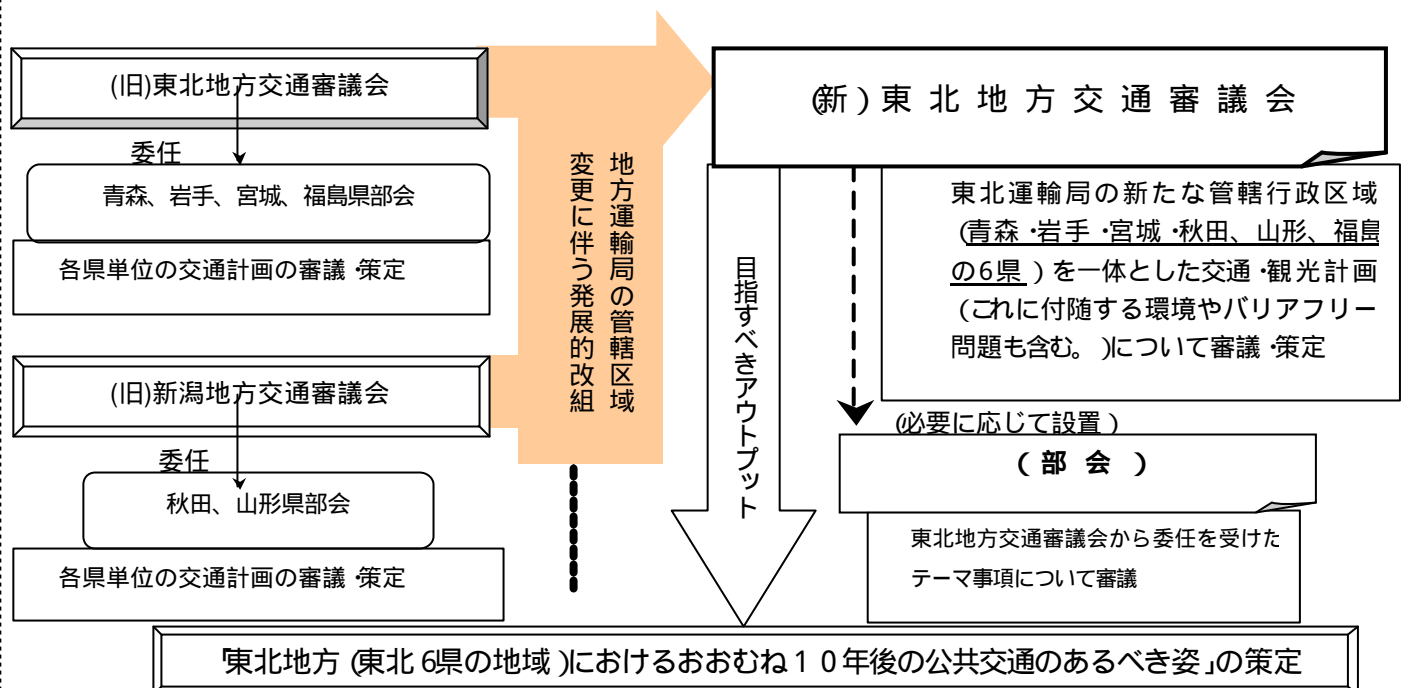 (旧)東北地方交通審議会
委任
青森、岩手、宮城、福島県部会
各県単位の交通計画の審議・策定
(旧)新潟地方交通審議会
委任
秋田、山形県部会
各県単位の交通計画の審議・策定
地方運輸局の管轄区域
変更に伴う発展的改組
(新)東北地方交通審議会
東北運輸局の新たな管轄行政区域
(青森・岩手・宮城・秋田、山形、福島
の6県)を一体とした交通・観光計画
(これに付随する環境やバリアフリー
問題も含む。)について審議・策定
目指すべきアウトプット
(必要に応じて設置)
(部会)
東北地方交通審議会から委任を受けた
テーマ事項について審議
「東北地方(東北6県の地域)におけるおおむね10年後の公共交通のあるべき姿」の策定